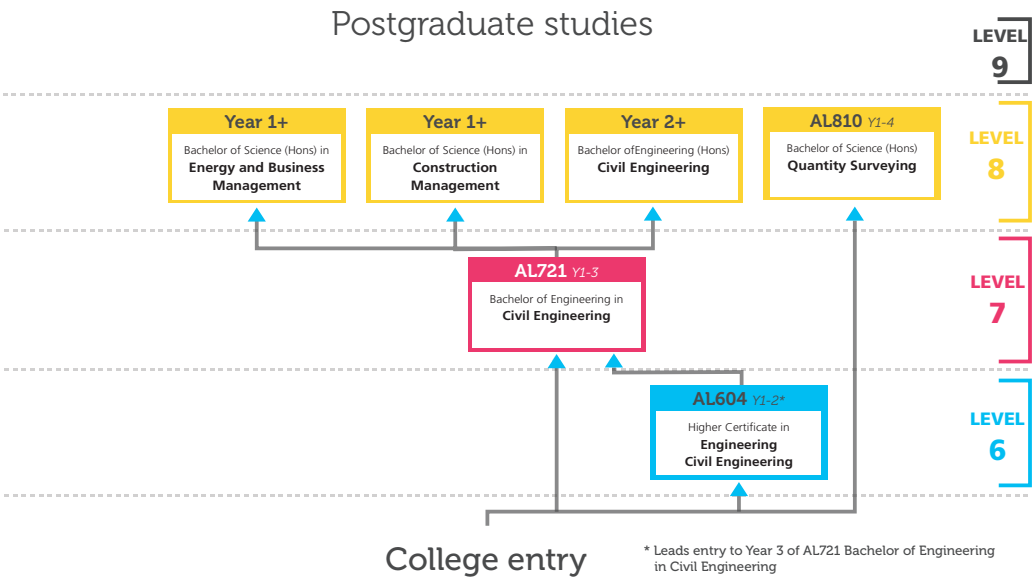 Postgraduate studies
LEVEL
9
Year 1+
Bachelor of Science (Hons) in
Energy and Business
Management
Year 1+
Bachelor of Science (Hons) in
Construction
Management
Year 2+
Bachelor ofEngineering (Hons)
Civil Engineering
AL810 Y1-4
Bachelor of Science (Hons)
Quantity Surveying
LEVEL
8
AL721 Y1-3
Bachelor of Engineering in
Civil Engineering
LEVEL
7
AL604 Y1-2*
Higher Certificate in
Engineering
Civil Engineering
LEVEL
6
College entry
* Leads entry to Year 3 of AL721 Bachelor of Engineering
in Civil Engineering